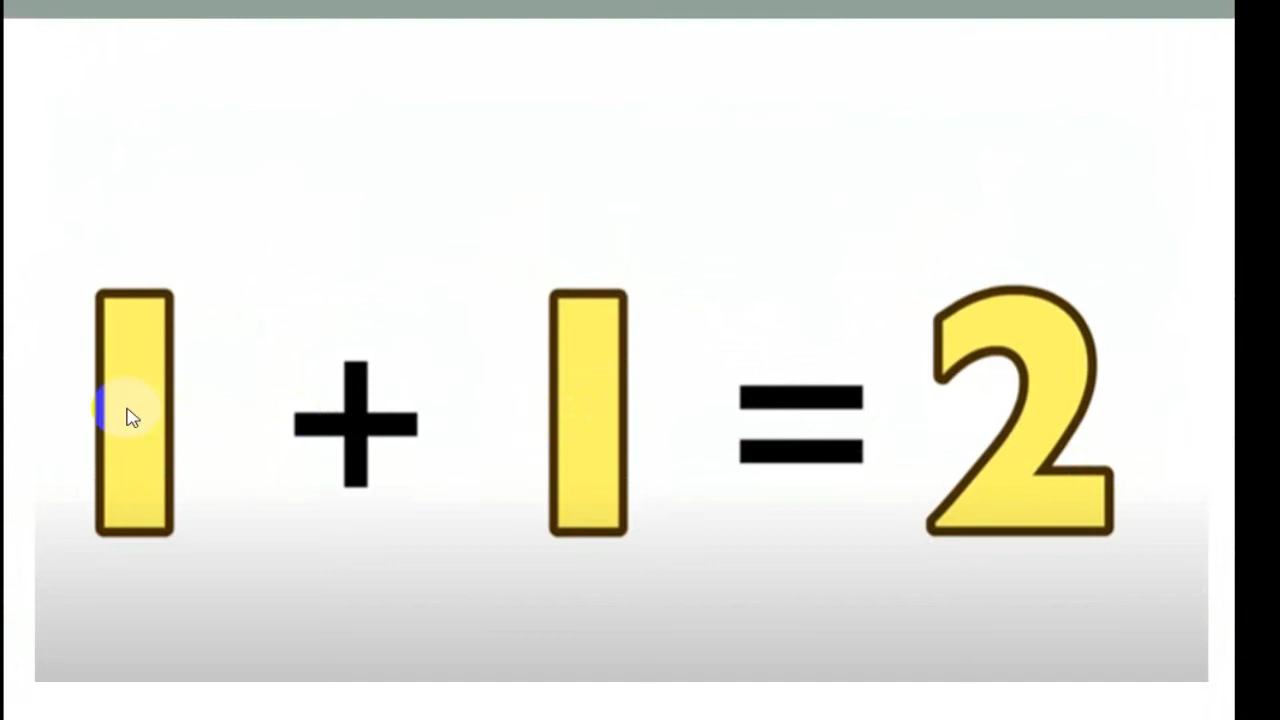 1 + 1 = 2